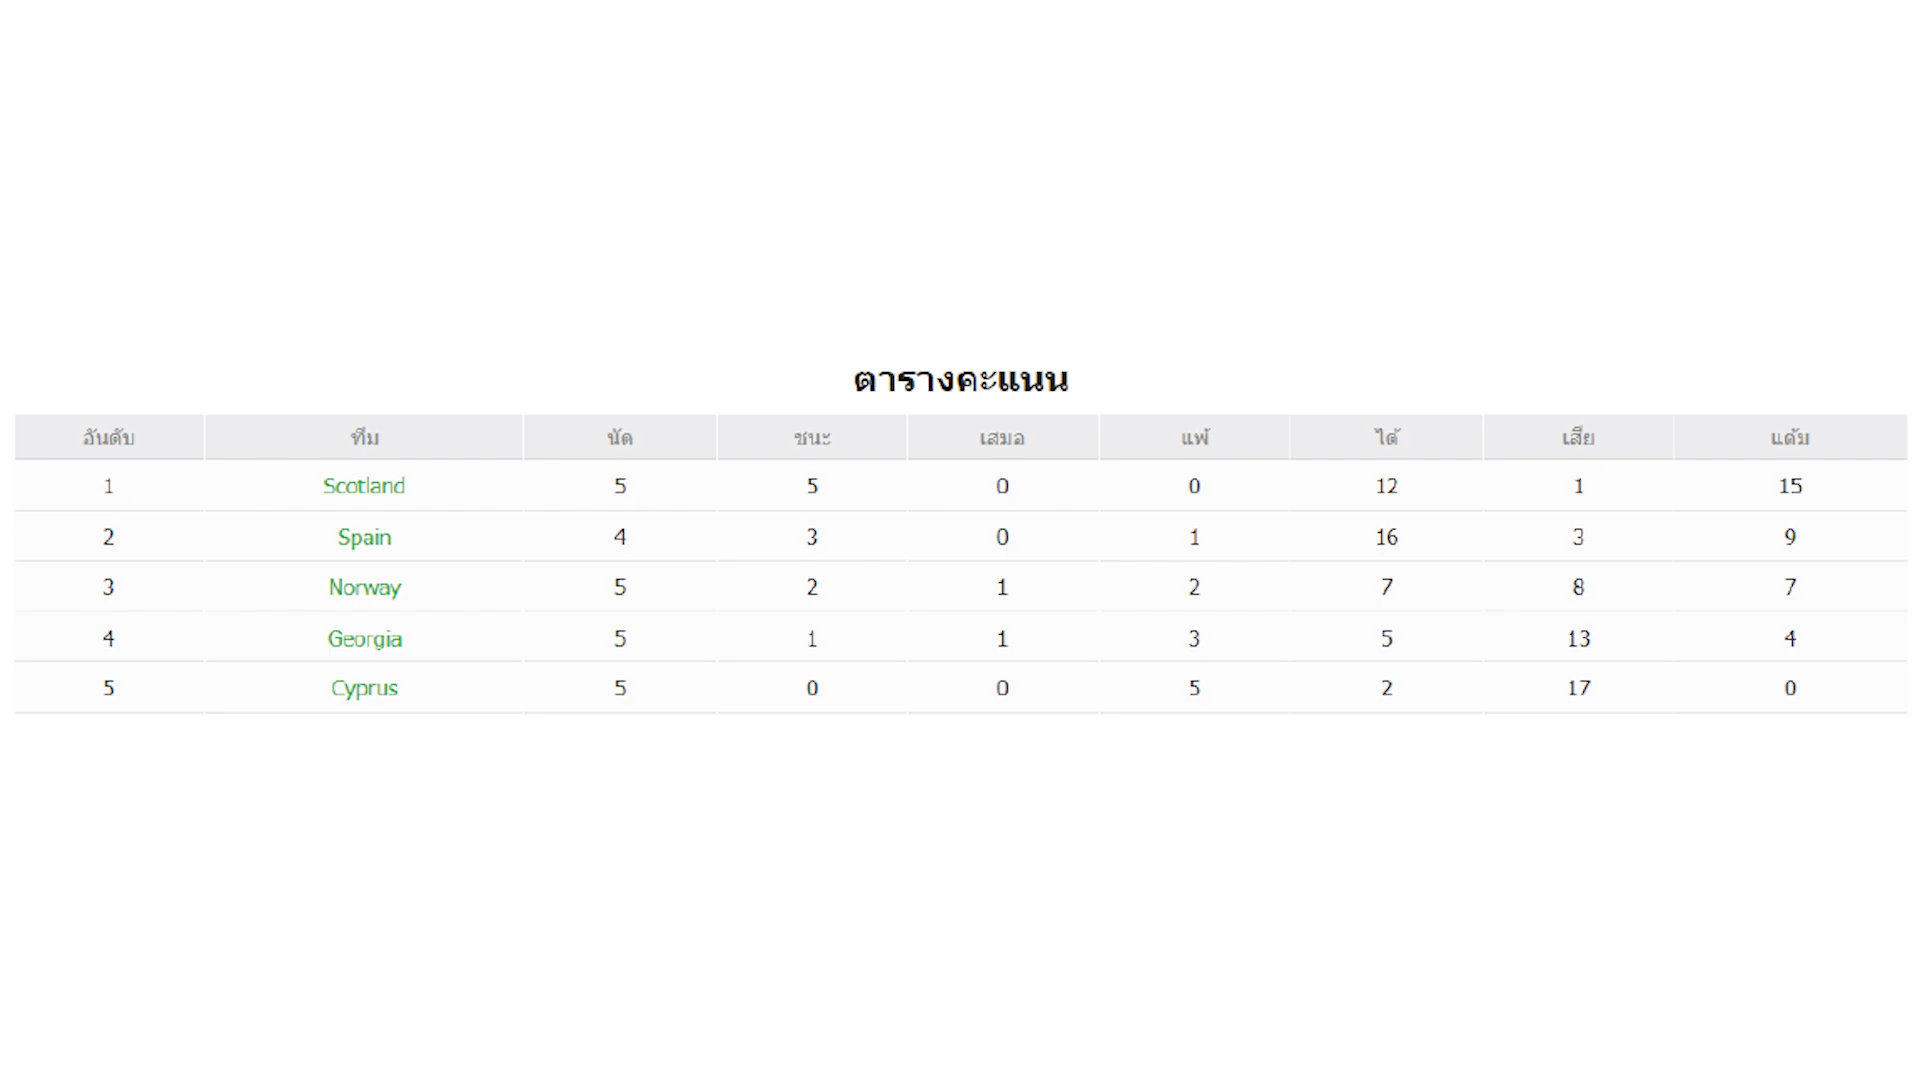 ตารางคะแนน
อันดับ ทีม นัด ชนะ เสมอ แพ้ ได้ เสีย แต้ม
1 Scotland 5 5 0 0 12 1 15
2 Spain 4 3 0 1 16 3 9
3 Norway 5 2 1 2 7 8 7
4 Georgia 5 1 1 3 5 13 4
5 Cyprus 5 0 0 5 2 17 0